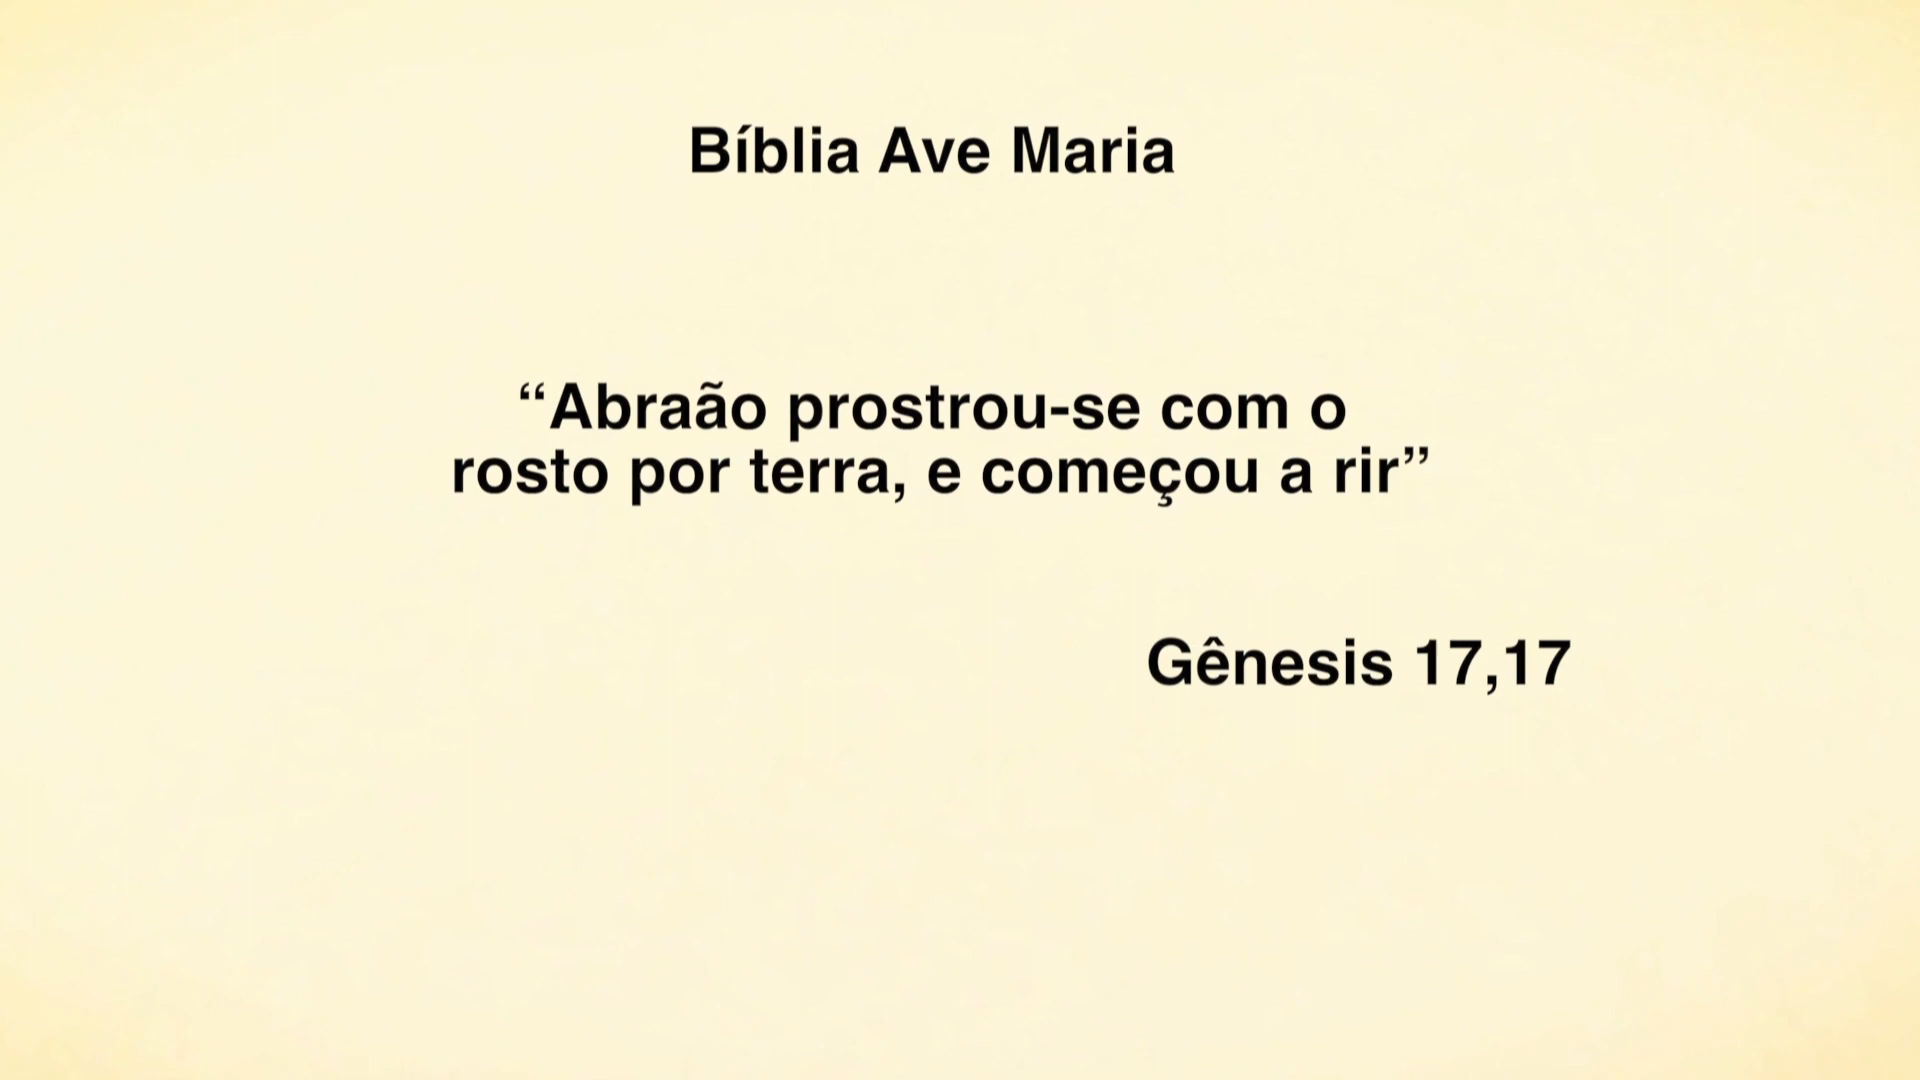 Bíblia Ave Maria
“Abraão prostrou-se com o
rosto por terra, e começou a rir”
Gênesis 17,17